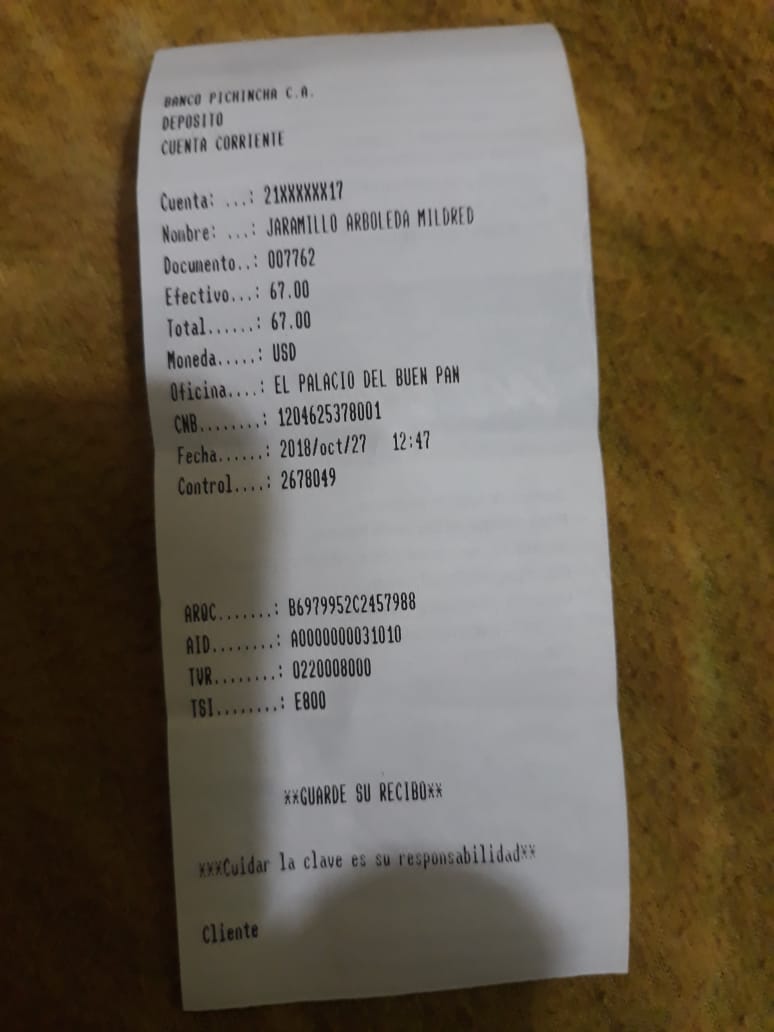 BANCO PICHINCHA C.A.
DEPOSITO
CUENTA CORRIENTE
Cuenta: ...: 21XXXXXX17
Nombre: ...: JARAMILLO ARBOLEDA MILDRED
Documento..: 007762
Efectivo...: 67.00
Total......: 67.00
Moneda.....: USD
Oficina....: EL PALACIO DEL BUEN PAN
CNB........: 1204625378001
Fecha......: 2018/oct/27 12:47
Control....: 2678049
ARQC.......: B6979952C2457988
AID........: A0000000031010
TVR........: 0220008000
TSI........: E800
**GUARDE SU RECIBO**
***Cuidar la clave es su responsabilidad**
Cliente